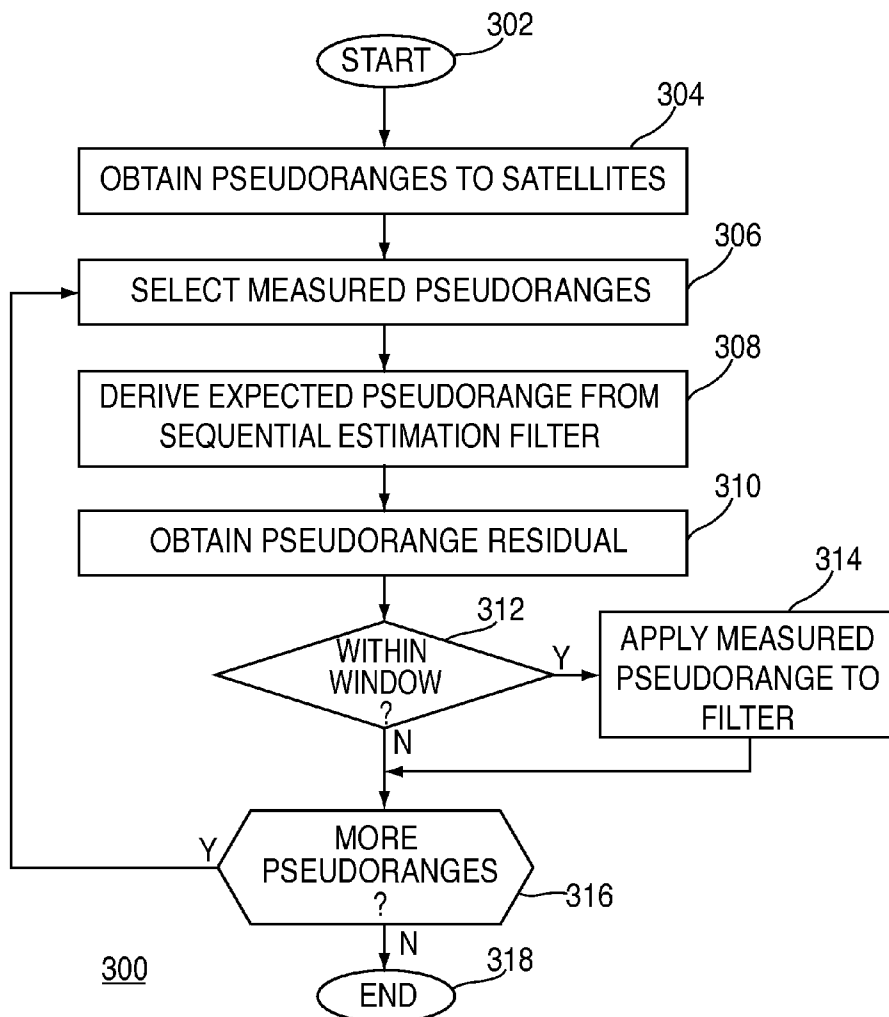 302
START
304
OBTAIN PSEUDORANGES TO SATELLITES
306
SELECT MEASURED PSEUDORANGES
308
DERIVE EXPECTED PSEUDORANGE FROM
SEQUENTIAL ESTIMATION FILTER
310
OBTAIN PSEUDORANGE RESIDUAL
312
WITHIN
WINDOW
?
Y
N
314
APPLY MEASURED
PSEUDORANGE TO
FILTER
MORE
PSEUDORANGES
?
Y
316
N
300
318
END